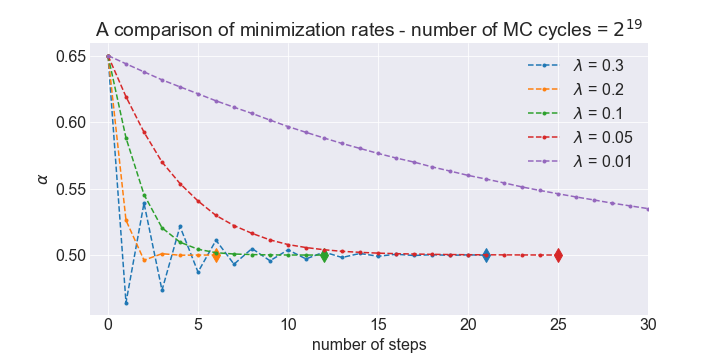 A comparison of minimization rates - number of MC cycles = 2^19
0.65
0.60
0.55
0.50
α
λ = 0.3
λ = 0.2
λ = 0.1
λ = 0.05
λ = 0.01
0 5 10 15 20 25 30
number of steps